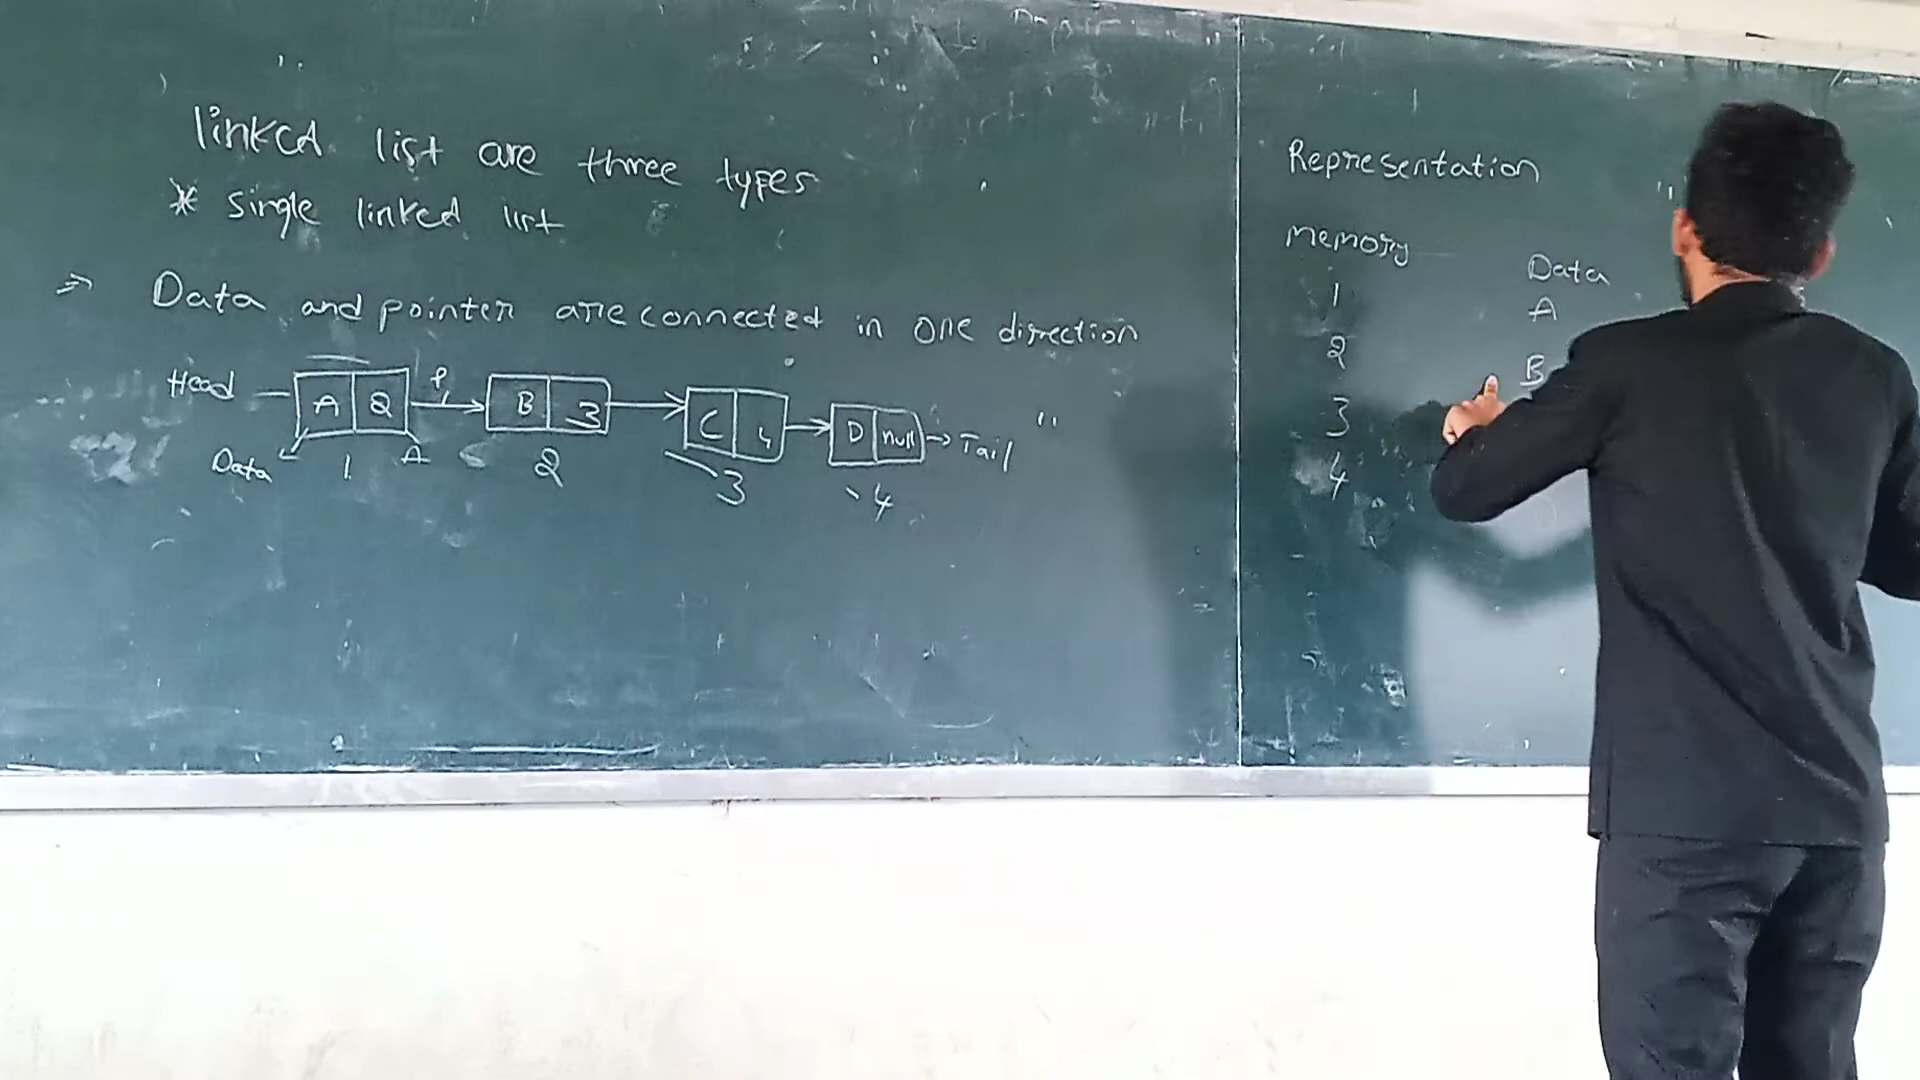 linked list are three types
* single linked list
⇒ Data and pointer are connected in one direction
Head A 2 P B 3 C 4 D null → Tail
Data 1 A 2 3 4
Representation
memory Data
1 A
2 B
3
4